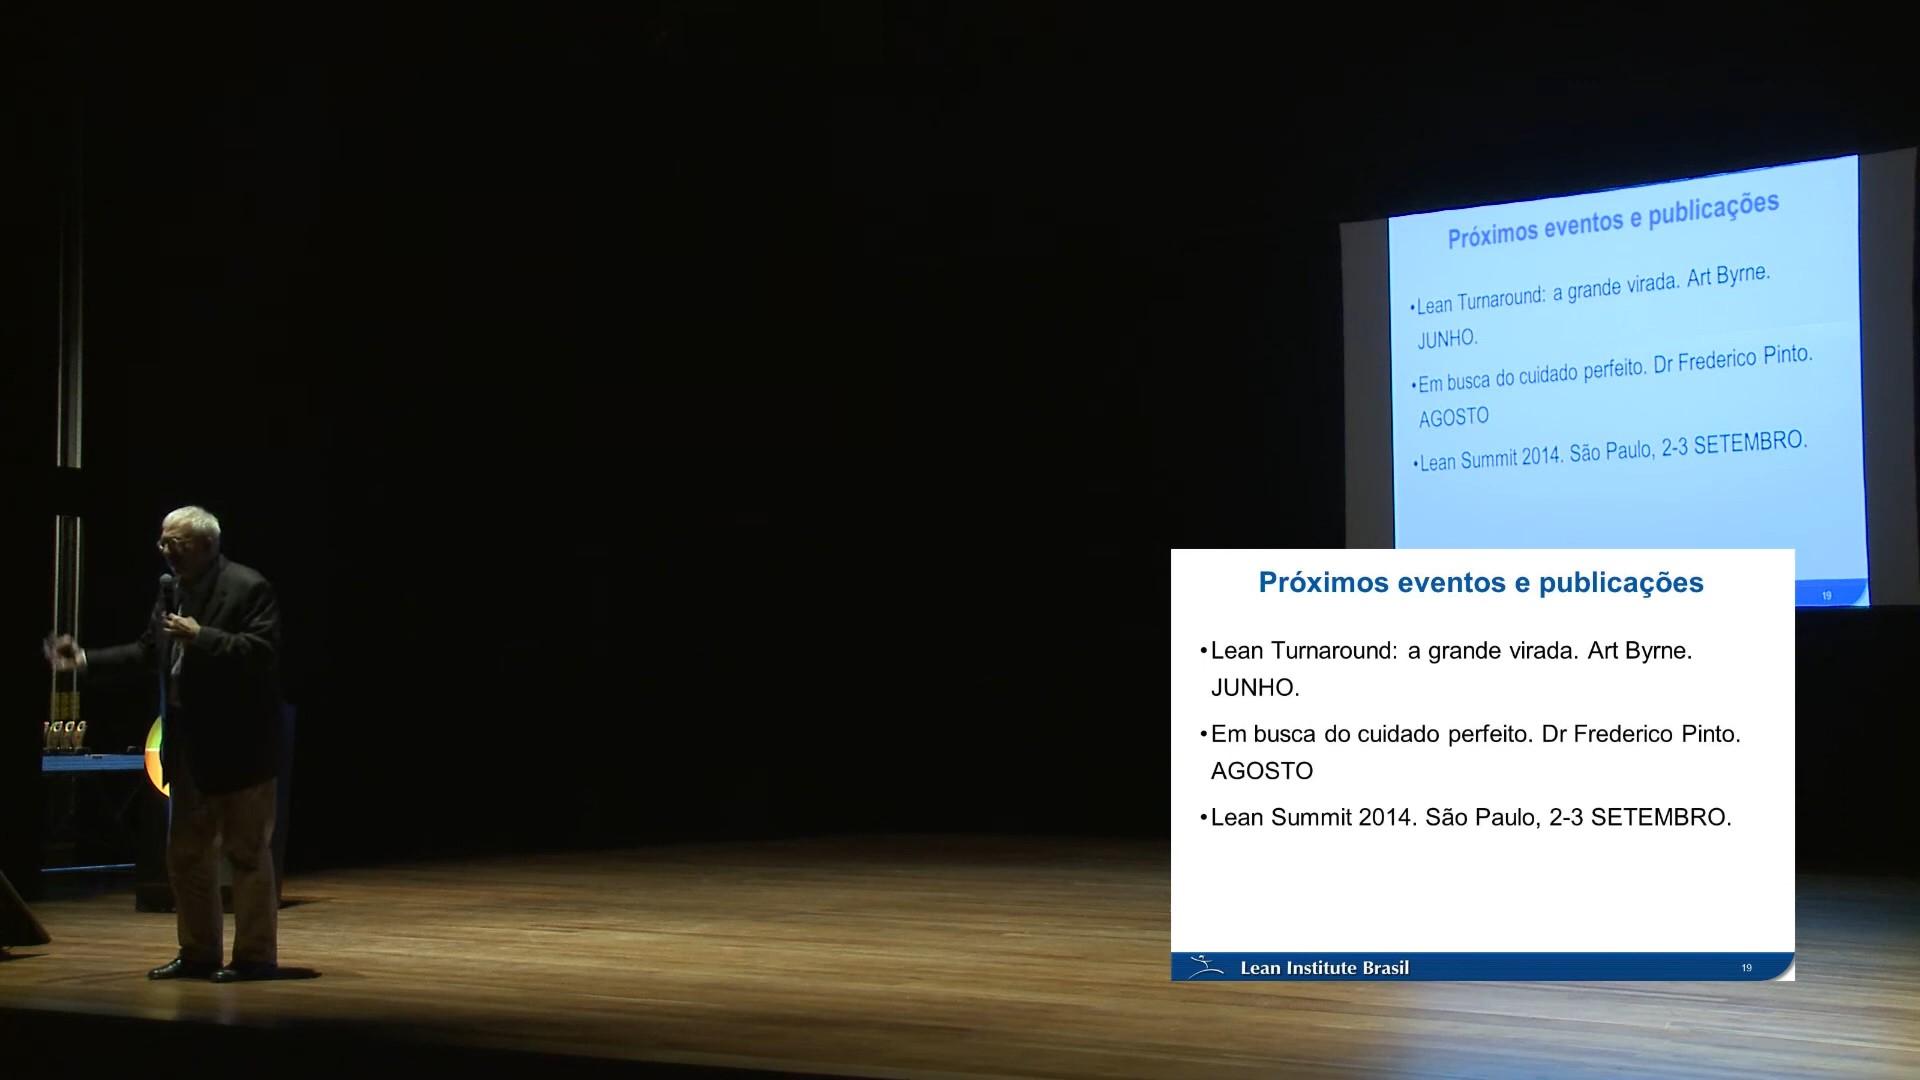 Próximos eventos e publicações
•Lean Turnaround: a grande virada. Art Byrne.
JUNHO.
•Em busca do cuidado perfeito. Dr Frederico Pinto.
AGOSTO
•Lean Summit 2014. São Paulo, 2-3 SETEMBRO.
19
Próximos eventos e publicações
•Lean Turnaround: a grande virada. Art Byrne.
JUNHO.
•Em busca do cuidado perfeito. Dr Frederico Pinto.
AGOSTO
•Lean Summit 2014. São Paulo, 2-3 SETEMBRO.
Lean Institute Brasil
19